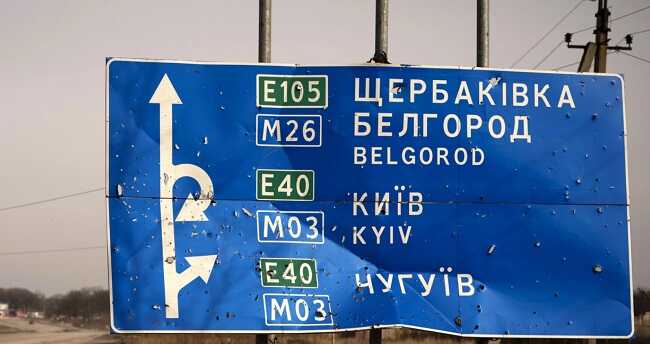 E105 ЩЕРБАКІВКА
M26 БЕЛГОРОД
BELGOROD
E40 КИЇВ
M03 KYIV
E40 ЧУГУЇВ
M03